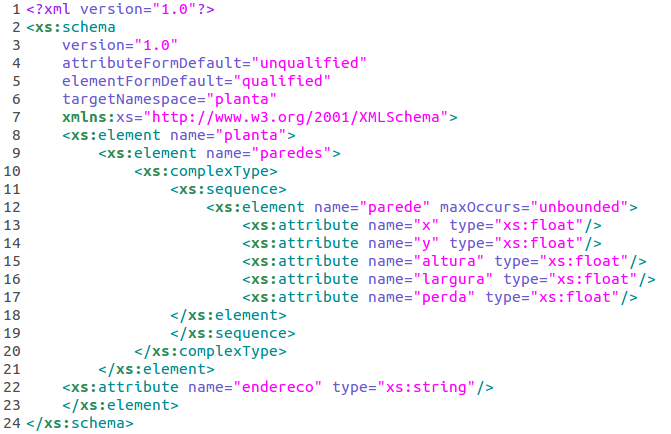 1 <?xml version="1.0"?>
2 <xs:schema
3     version="1.0"
4     attributeFormDefault="unqualified"
5     elementFormDefault="qualified"
6     targetNamespace="planta"
7     xmlns:xs="http://www.w3.org/2001/XMLSchema">
8     <xs:element name="planta">
9         <xs:element name="paredes">
10             <xs:complexType>
11                 <xs:sequence>
12                     <xs:element name="parede" maxOccurs="unbounded">
13                         <xs:attribute name="x" type="xs:float"/>
14                         <xs:attribute name="y" type="xs:float"/>
15                         <xs:attribute name="altura" type="xs:float"/>
16                         <xs:attribute name="largura" type="xs:float"/>
17                         <xs:attribute name="perda" type="xs:float"/>
18                 </xs:element>
19                 </xs:sequence>
20             </xs:complexType>
21         </xs:element>
22     <xs:attribute name="endereco" type="xs:string"/>
23     </xs:element>
24 </xs:schema>